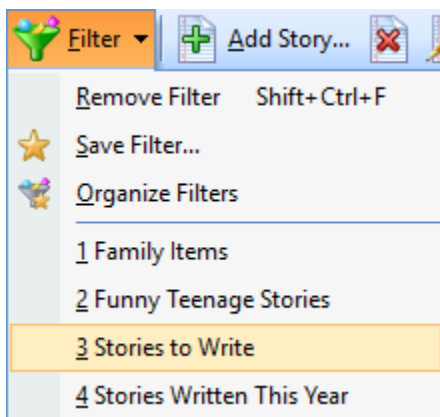 Filter Add Story...
Remove Filter Shift+Ctrl+F
Save Filter...
Organize Filters
1 Family Items
2 Funny Teenage Stories
3 Stories to Write
4 Stories Written This Year